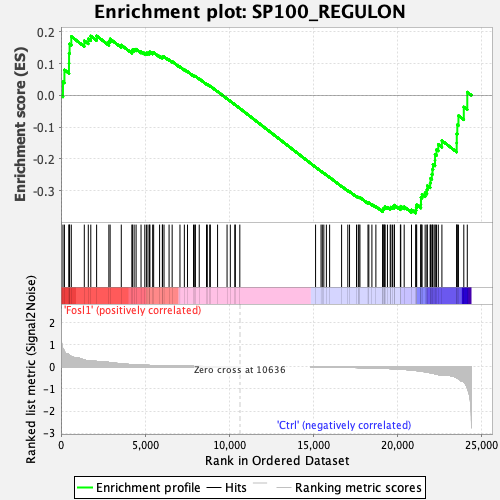 Enrichment plot: SP100_REGULON
Enrichment score (ES)
0.2
0.1
0.0
-0.1
-0.2
-0.3
'Fosl1' (positively correlated)
Ranked list metric (Signal2Noise)
2
1
0
-1
-2
-3
Zero cross at 10636
'Ctrl' (negatively correlated)
0
5,000
10,000
15,000
20,000
25,000
Rank in Ordered Dataset
Enrichment profile
Hits
Ranking metric scores